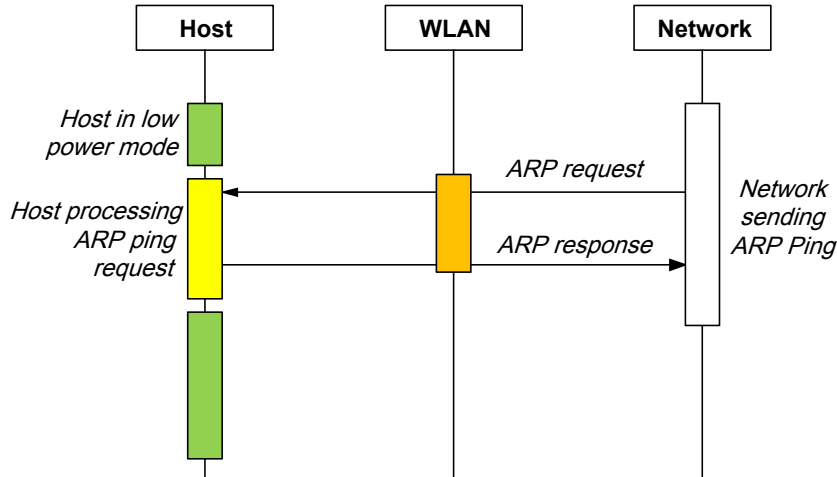 Host
WLAN
Network
Host in low
power mode
ARP request
Host processing
ARP ping
request
Network
sending
ARP Ping
ARP response